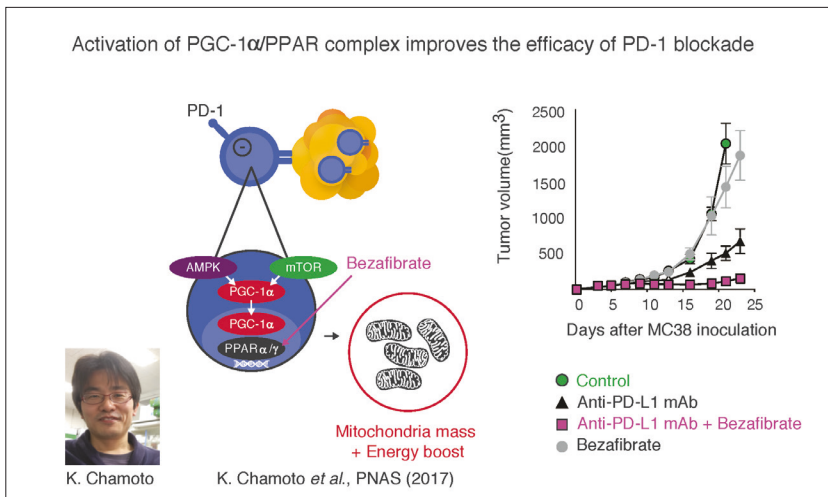 Activation of PGC-1α/PPAR complex improves the efficacy of PD-1 blockade
PD-1
-
AMPK
mTOR
Bezafibrate
PGC-1α
PGC-1α
PPARα/γ
Mitochondria mass
+ Energy boost
K. Chamoto
K. Chamoto et al., PNAS (2017)
Tumor volume(mm³)
2500
2000
1500
1000
500
0 5 10 15 20 25
Days after MC38 inoculation
Control
Anti-PD-L1 mAb
Anti-PD-L1 mAb + Bezafibrate
Bezafibrate